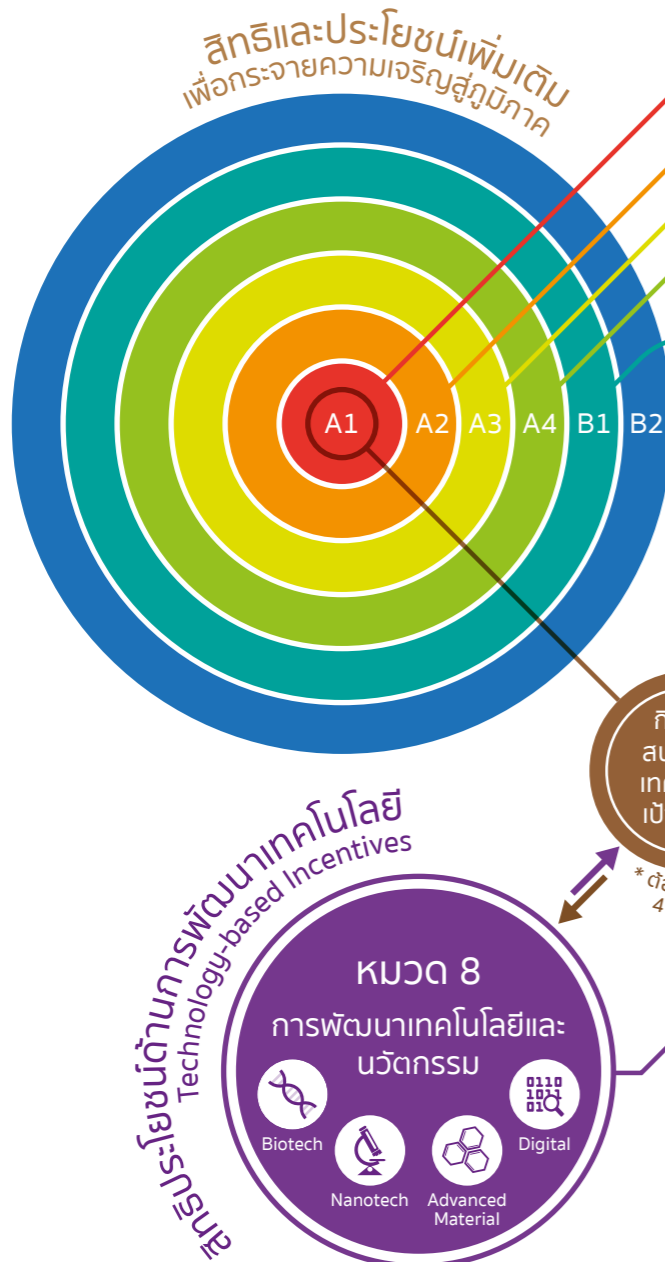 สิทธิและประโยชน์เพิ่มเติม
เพื่อกระจายความเจริญสู่ภูมิภาค
A1 A2 A3 A4 B1 B2
* ต้อ
4
สิทธิประโยชน์ด้านการพัฒนาเทคโนโลยี
Technology-based Incentives
หมวด 8
การพัฒนาเทคโนโลยีและ
นวัตกรรม
Biotech
Nanotech
Advanced
Material
Digital
0110